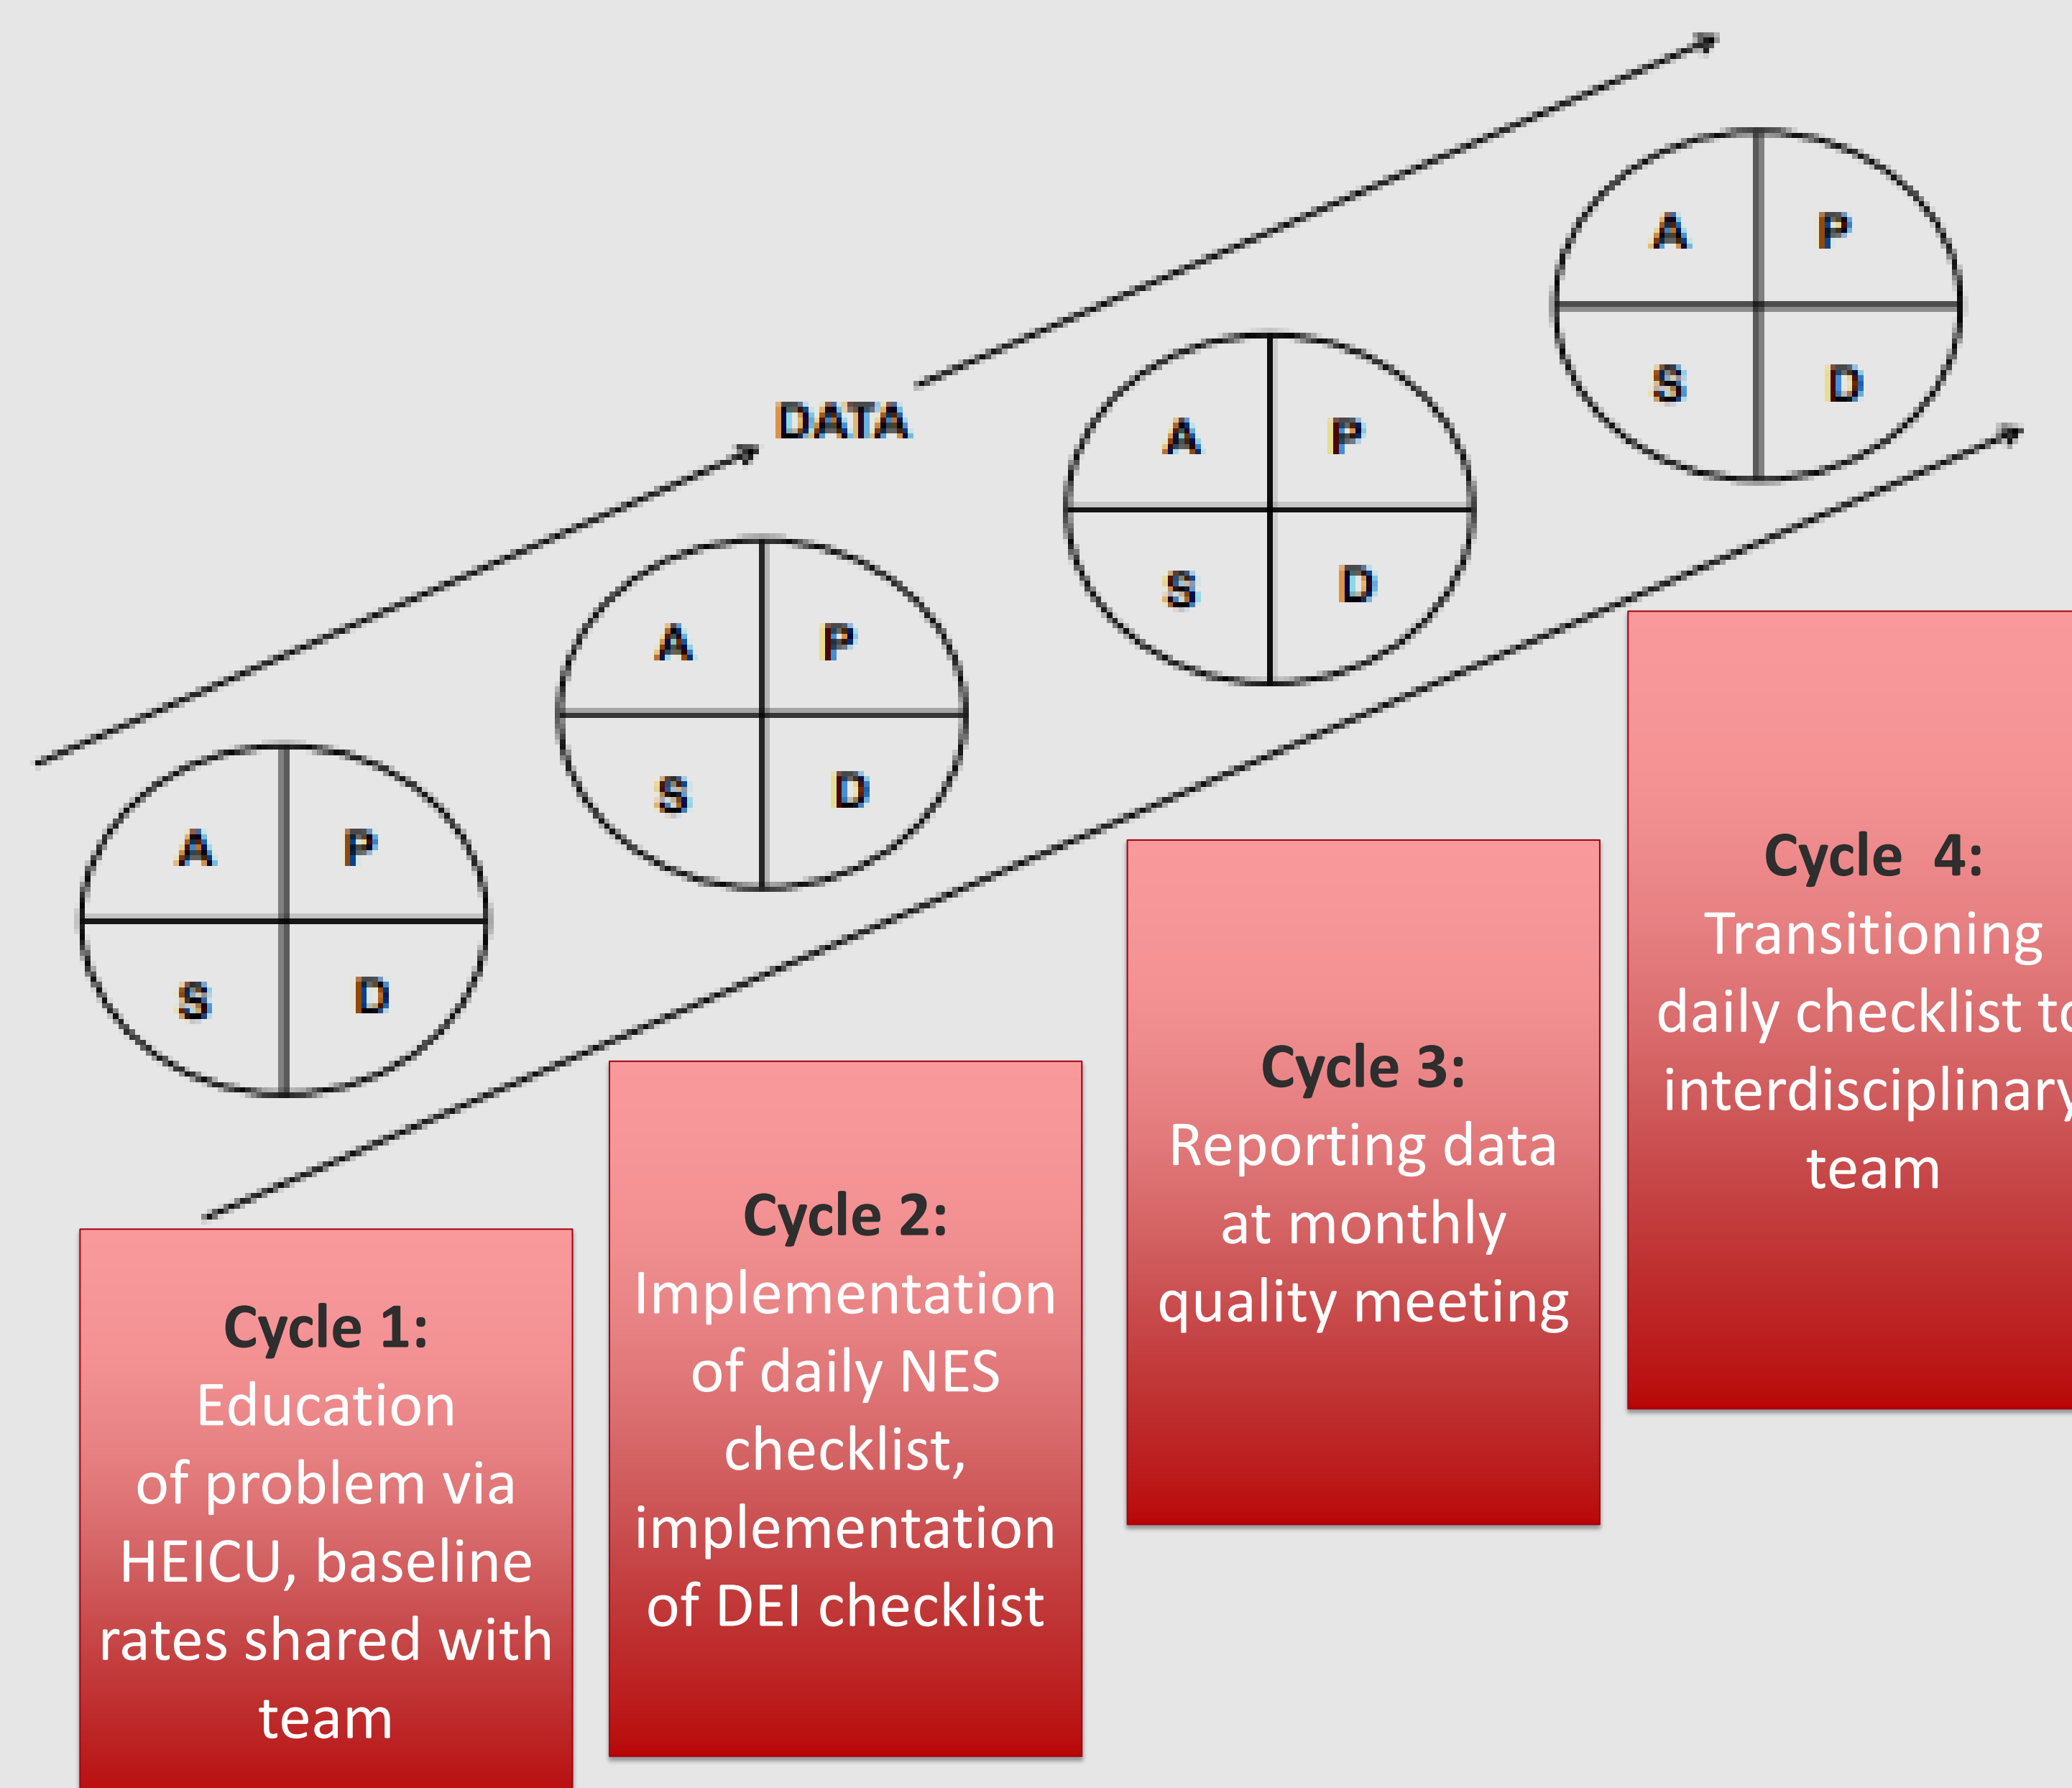 A P
S D
DATA
A P
S D
A P
S D
A P
S D
Cycle 1:
Education
of problem via
HEICU, baseline
rates shared with
team
Cycle 2:
Implementation
of daily NES
checklist,
implementation
of DEI checklist
Cycle 3:
Reporting data
at monthly
quality meeting
Cycle 4:
Transitioning
daily checklist to
interdisciplinary
team